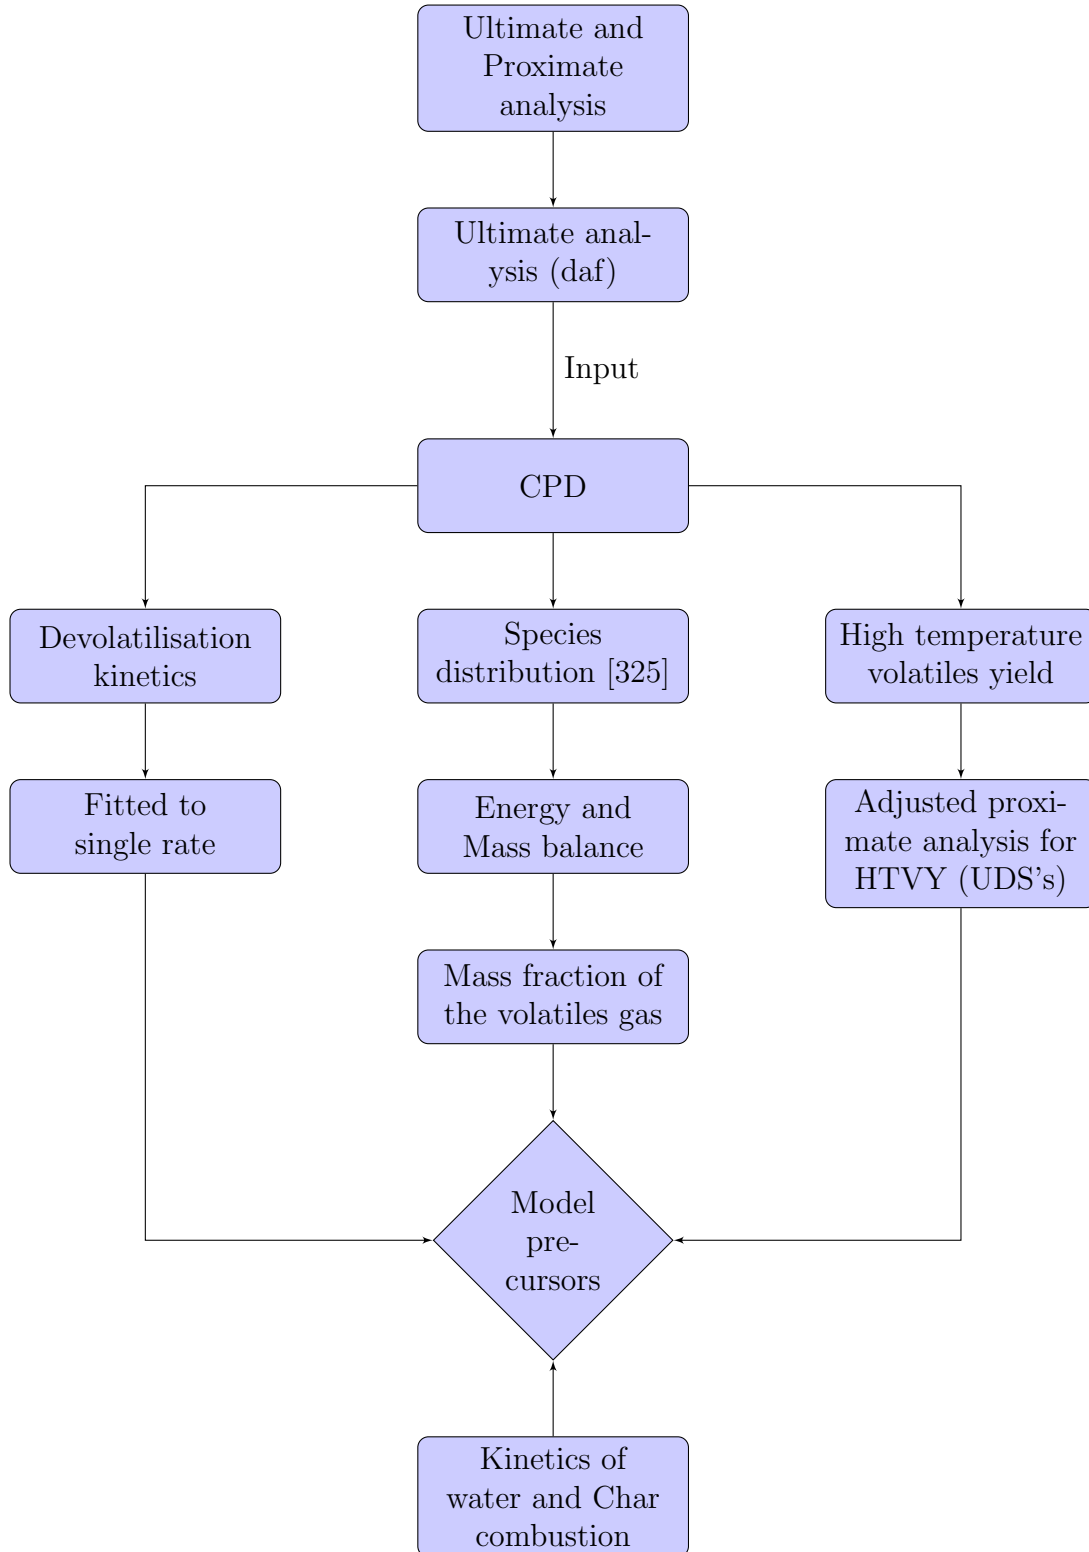 Ultimate and
Proximate
analysis
Ultimate anal-
ysis (daf)
Input
CPD
Devolatilisation
kinetics
Species
distribution [325]
High temperature
volatiles yield
Fitted to
single rate
Energy and
Mass balance
Adjusted proxi-
mate analysis for
HTVY (UDS's)
Mass fraction of
the volatiles gas
Model
pre-
cursors
Kinetics of
water and Char
combustion